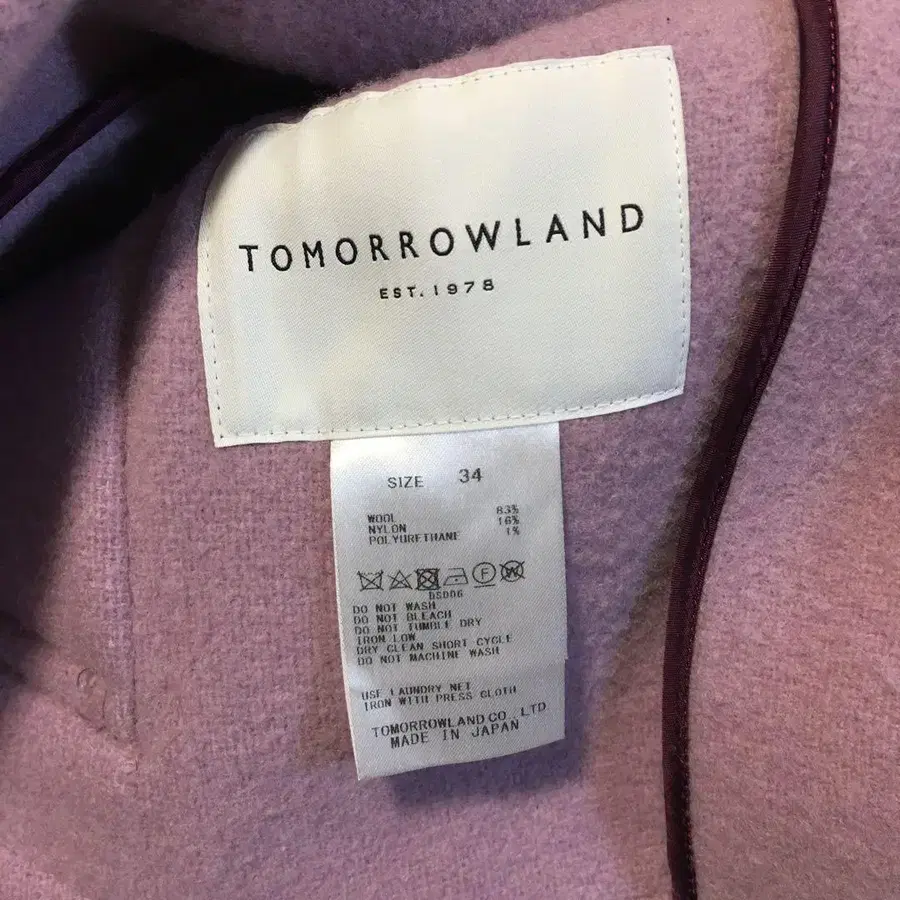 TOMORROWLAND
EST. 1978
SIZE 34
WOOL 83%
NYLON 16%
POLYURETHANE 1%
F W
DSD06
DO NOT WASH
DO NOT BLEACH
DO NOT TUMBLE DRY
IRON LOW
DRY CLEAN SHORT CYCLE
DO NOT MACHINE WASH
USE LAUNDRY NET
IRON WITH PRESS CLOTH
TOMORROWLAND CO., LTD.
MADE IN JAPAN